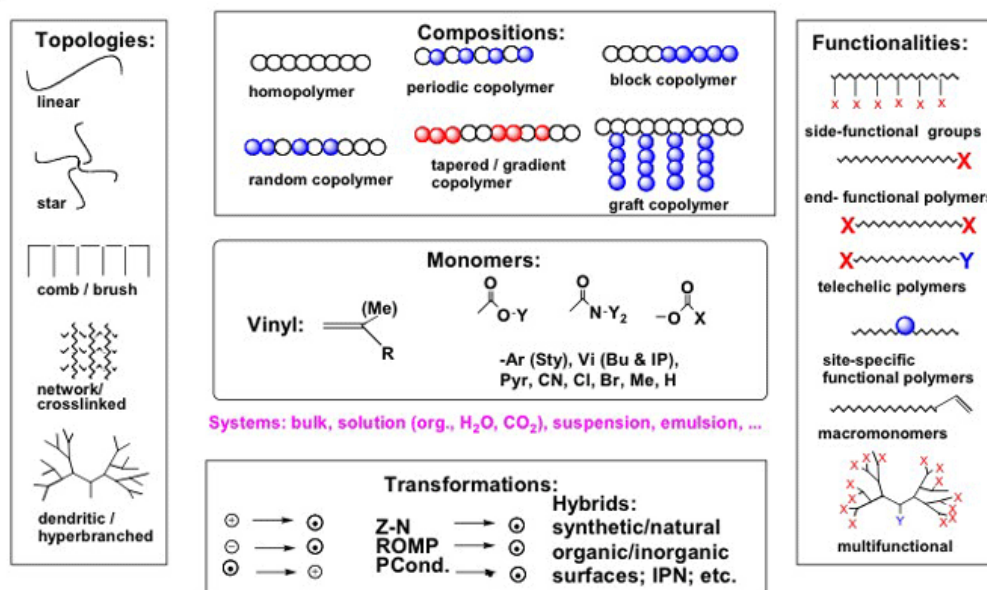 Topologies:
linear
star
comb / brush
network/
crosslinked
dendritic /
hyperbranched
Compositions:
homopolymer
periodic copolymer
block copolymer
random copolymer
tapered / gradient
copolymer
graft copolymer
Monomers:
Vinyl:
(Me)
R
O
O-Y
O
N-Y₂
O
–O X
-Ar (Sty), Vi (Bu & IP),
Pyr, CN, Cl, Br, Me, H
Systems: bulk, solution (org., H₂O, CO₂), suspension, emulsion, ...
Transformations:
Z-N
ROMP
PCond.
Hybrids:
synthetic/natural
organic/inorganic
surfaces; IPN; etc.
Functionalities:
X X X X X X
side-functional groups
X
end- functional polymers
X X
X Y
telechelic polymers
site-specific
functional polymers
macromonomers
X X X X X X X X X X X X
Y
multifunctional